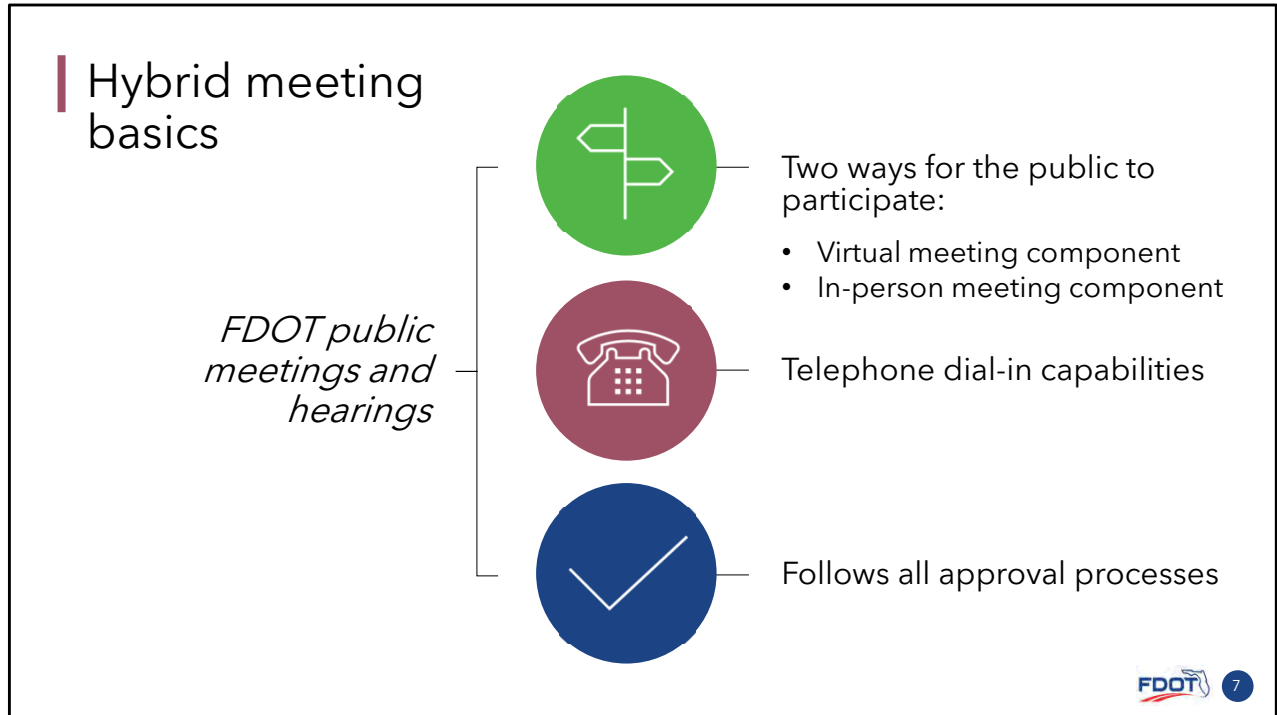 Hybrid meeting
basics
FDOT public
meetings and
hearings
Two ways for the public to
participate:
• Virtual meeting component
• In-person meeting component
Telephone dial-in capabilities
Follows all approval processes
FDOT
7